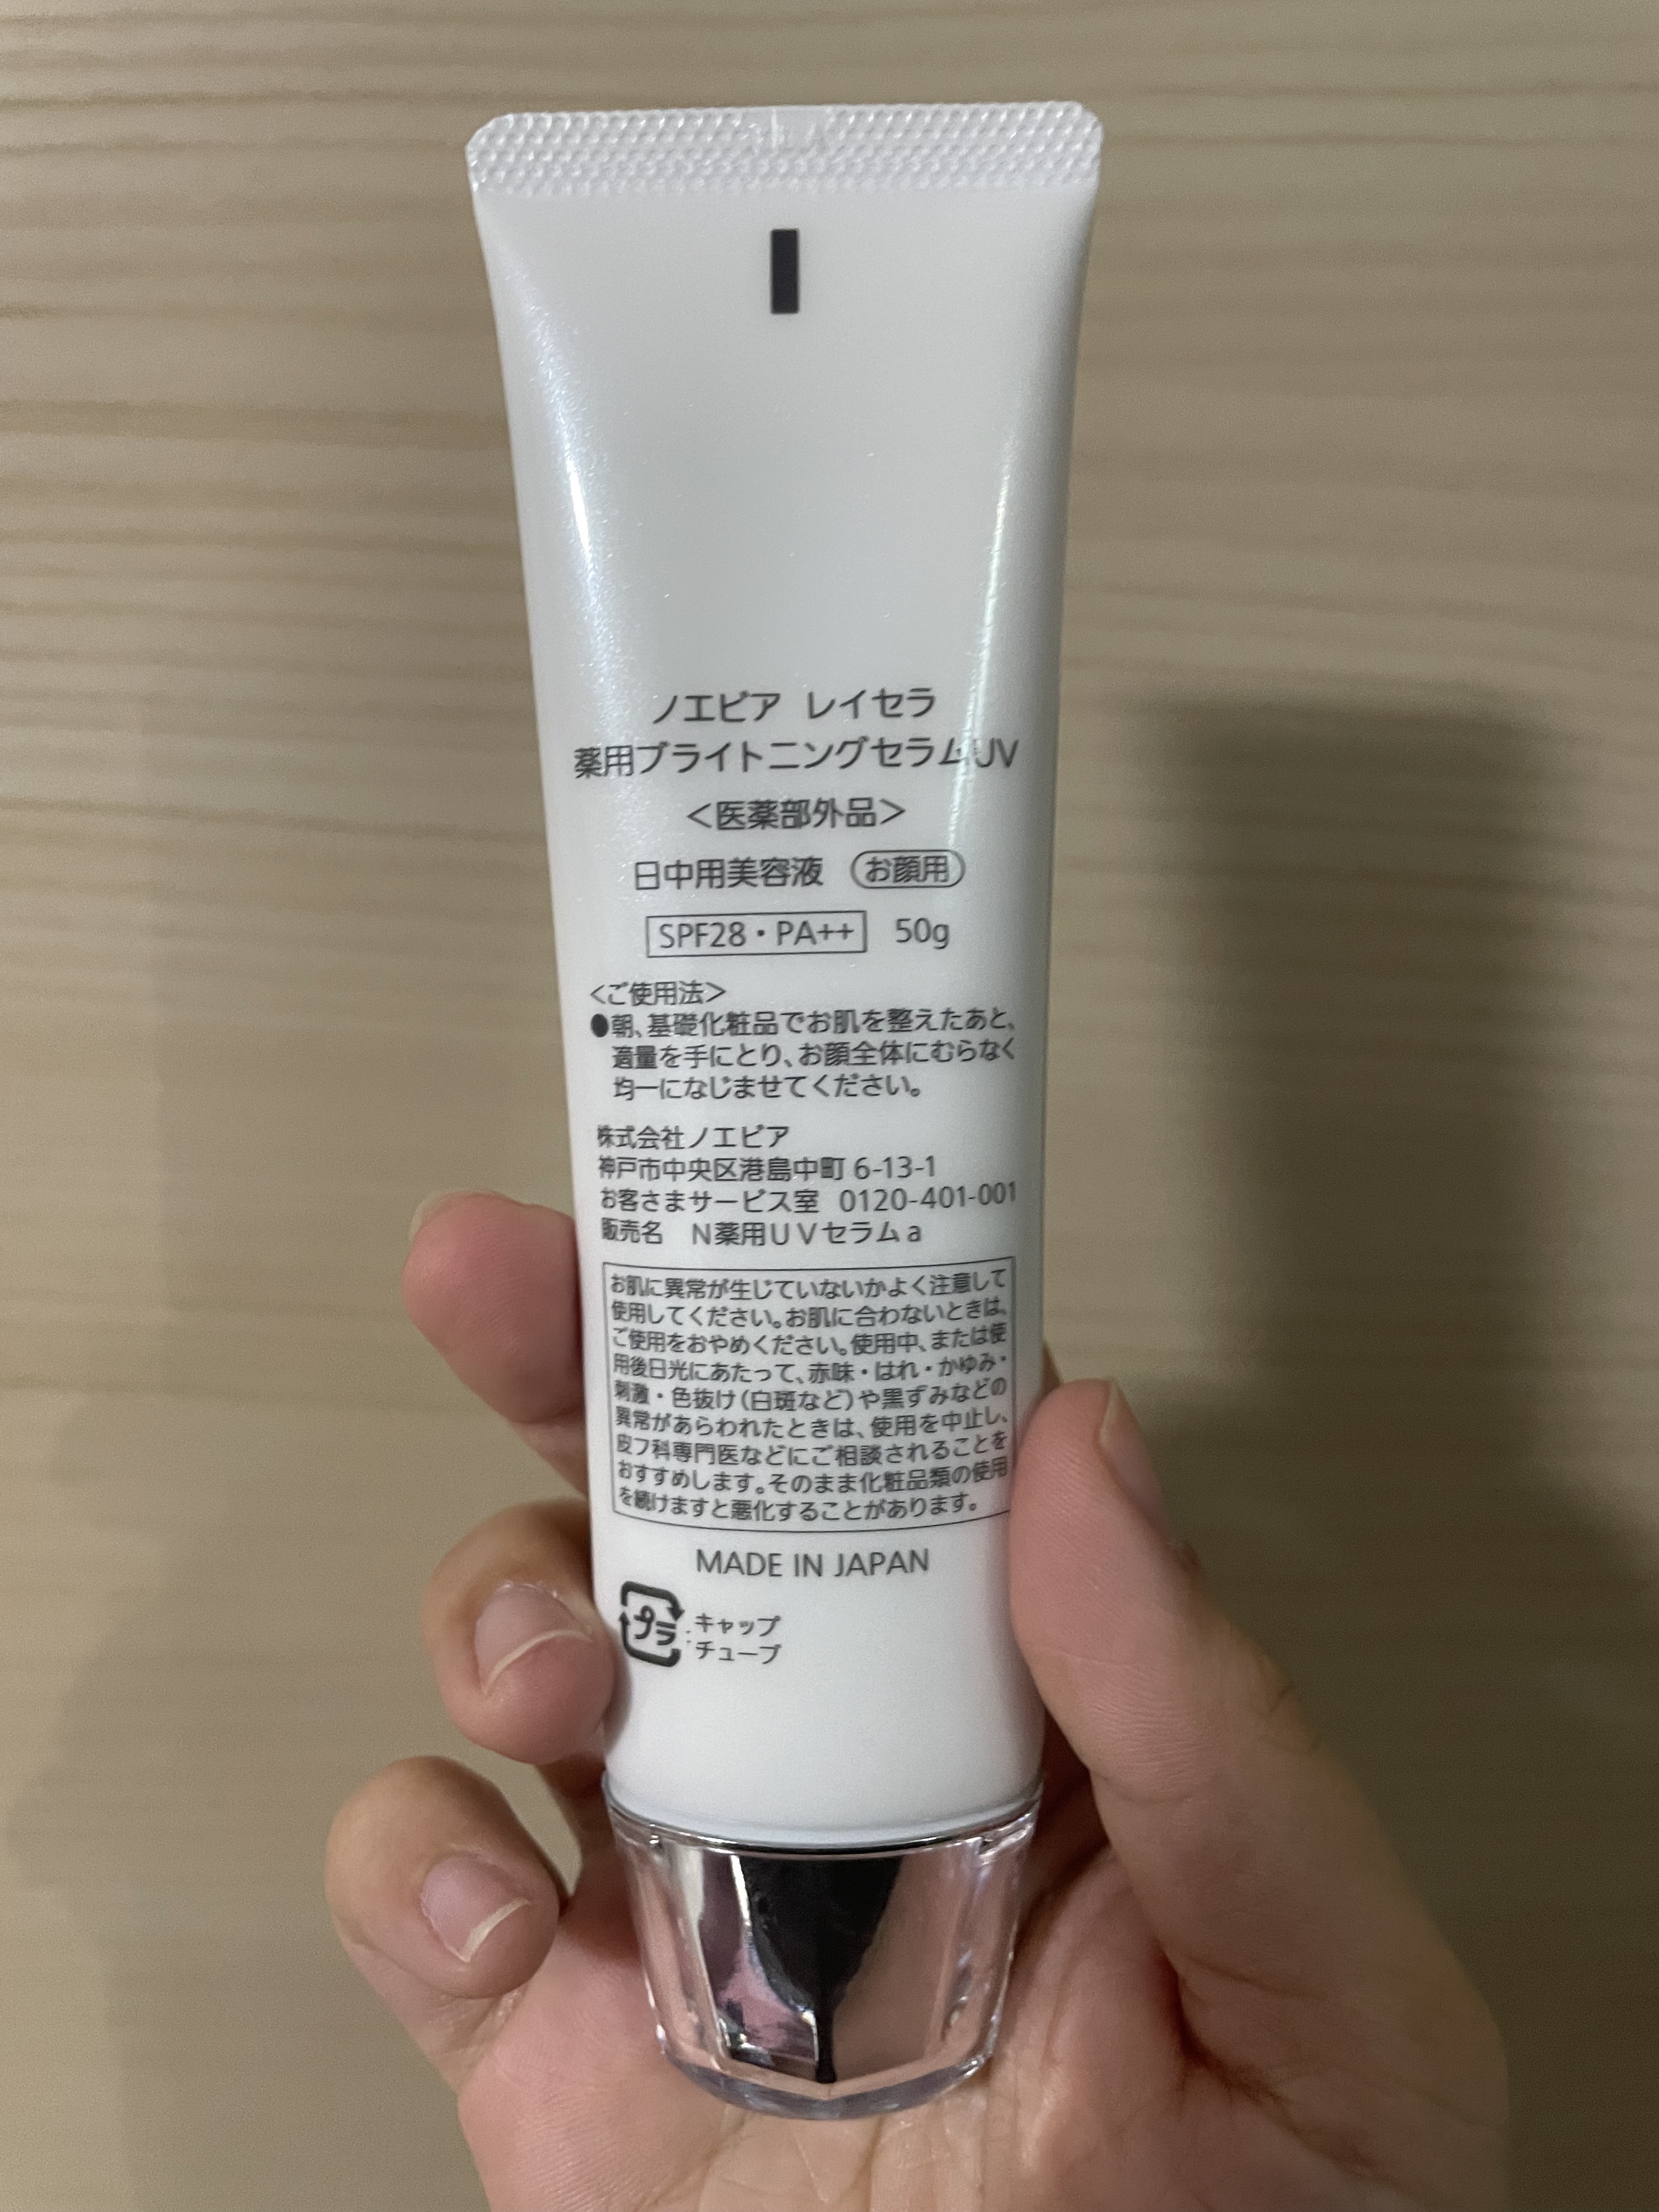 ノエビア レイセラ
薬用ブライトニングセラムUV
＜医薬部外品＞
日中用美容液 お顔用
SPF28・PA++ 50g
＜ご使用法＞
●朝、基礎化粧品でお肌を整えたあと、
適量を手にとり、お顔全体にむらなく
均一になじませてください。
株式会社ノエビア
神戸市中央区港島中町 6-13-1
お客さまサービス室 0120-401-001
販売名 N薬用UVセラムa
お肌に異常が生じていないかよく注意して
使用してください。お肌に合わないときは、
ご使用をおやめください。使用中、または使
用後日光にあたって、赤味・はれ・かゆみ・
刺激・色抜け（白斑など）や黒ずみなどの
異常があらわれたときは、使用を中止し、
皮フ科専門医などにご相談されることを
おすすめします。そのまま化粧品類の使用
を続けますと悪化することがあります。
MADE IN JAPAN
プラ : キャップ
チューブ